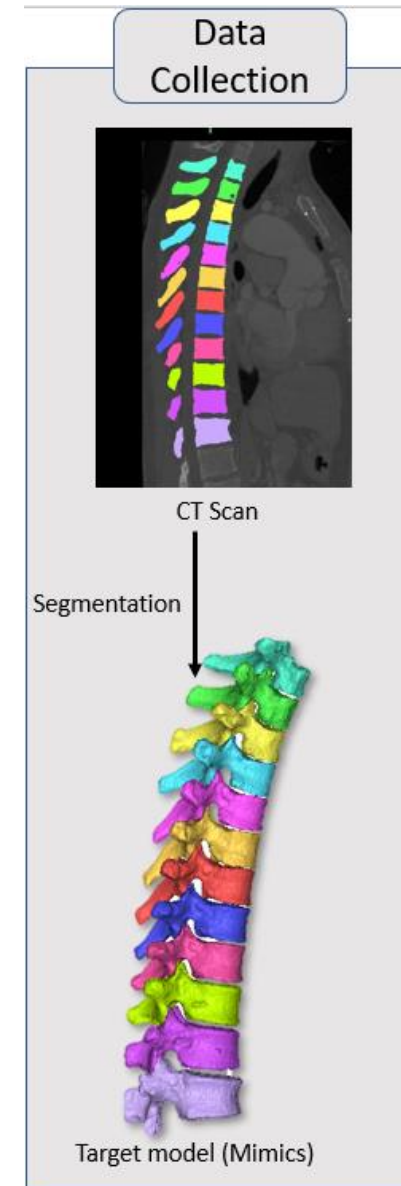 Data
Collection
CT Scan
Segmentation
Target model (Mimics)